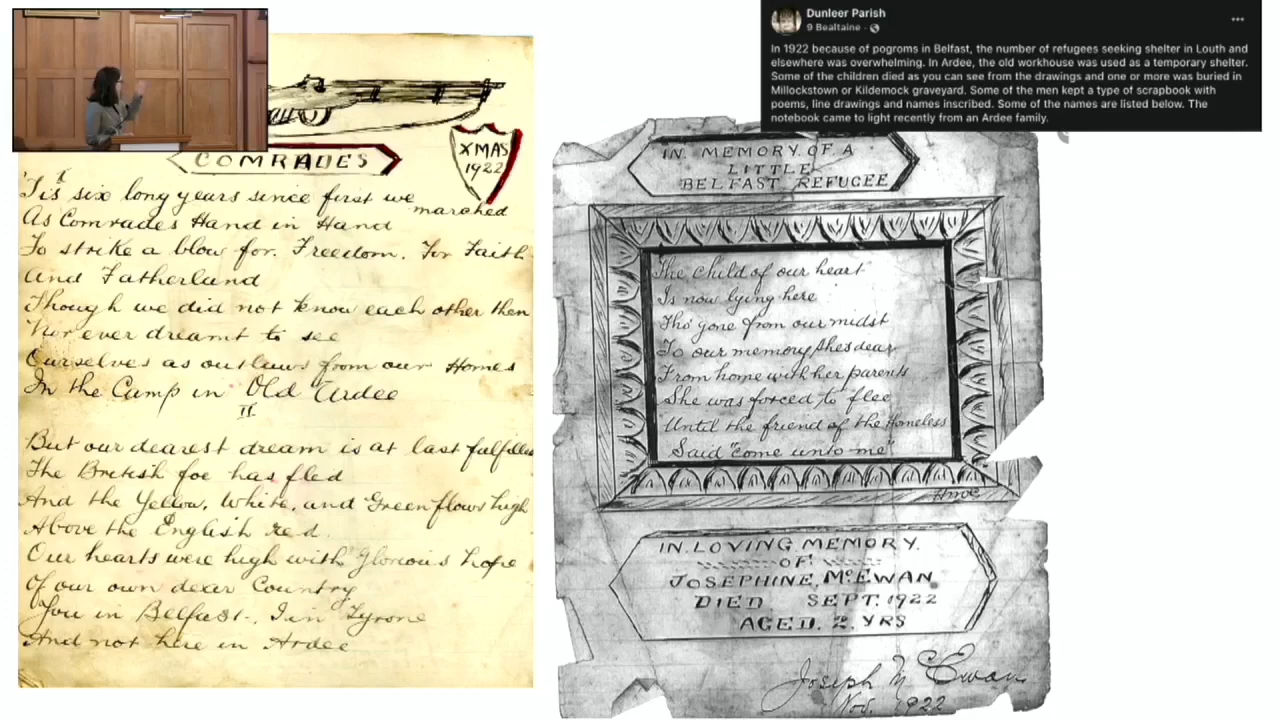 COMRADES
XMAS
1922
'Tis six long years since first we marched
As Comrades Hand in Hand
To strike a blow for. Freedom. For Faith
And Fatherland
Though we did not know each other then
Nor ever dreamt to see
Ourselves as outlaws from our Homes
In the Camp in Old Ardee
II
But our dearest dream is at last fulfilled
The British foe has fled
And the Yellow, White, and Green flows high
Above the English red.
Our hearts were high with Glorious hope
Of our own dear Country
You in Belfast., I in Tyrone
And not here in Ardee
Dunleer Parish
9 Bealtaine ·
In 1922 because of pogroms in Belfast, the number of refugees seeking shelter in Louth and
elsewhere was overwhelming. In Ardee, the old workhouse was used as a temporary shelter.
Some of the children died as you can see from the drawings and one or more was buried in
Millockstown or Kildemock graveyard. Some of the men kept a type of scrapbook with
poems, line drawings and names inscribed. Some of the names are listed below. The
notebook came to light recently from an Ardee family.
IN. MEMORY. OF A
LITTLE
BELFAST REFUGEE
The child of our heart
Is now lying here
Tho' gone from our midst
To our memory shes dear
From home with her parents
She was forced to flee
Until the friend of the Homeless
Said "come unto me"
IN. LOVING. MEMORY.
OF
JOSEPHINE, McEWAN
DIED SEPT. 1922
AGED. 2. YRS
Joseph McEwan
Nov. 1922